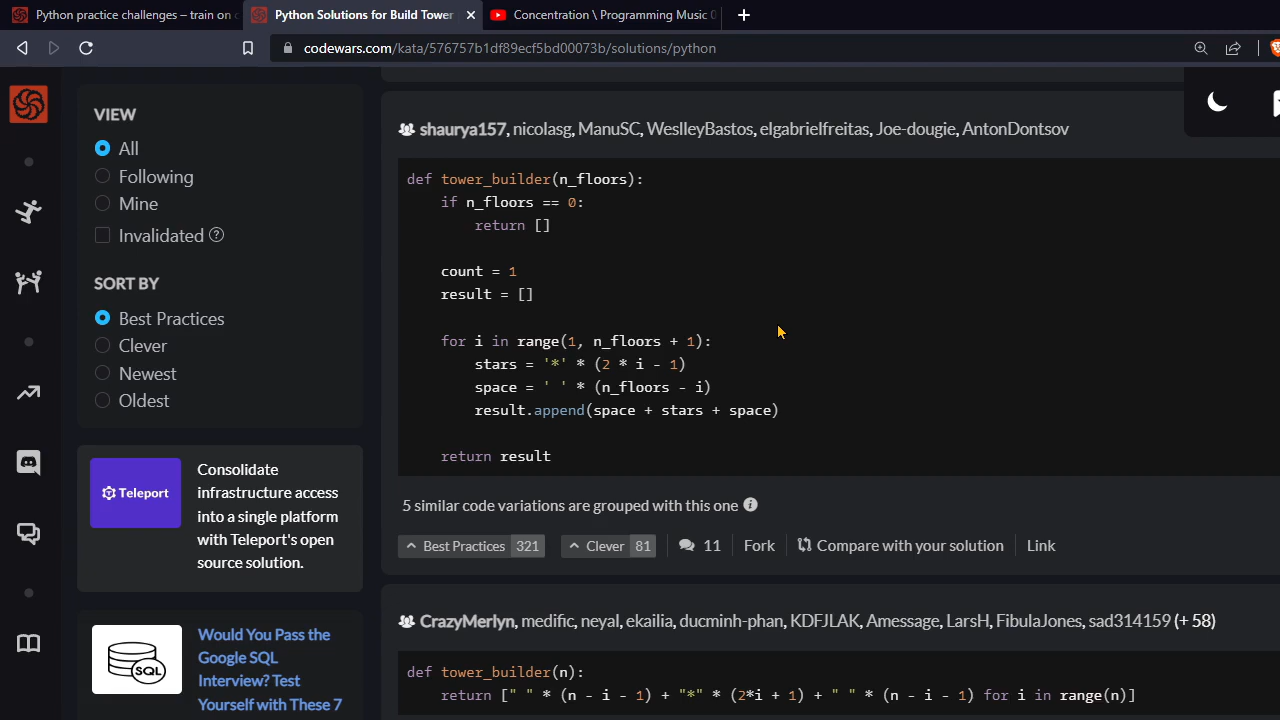 Python practice challenges – train on
Python Solutions for Build Tower
Concentration \ Programming Music 0
codewars.com/kata/576757b1df89ecf5bd00073b/solutions/python
VIEW
All
Following
Mine
Invalidated
SORT BY
Best Practices
Clever
Newest
Oldest
Teleport
Consolidate
infrastructure access
into a single platform
with Teleport's open
source solution.
SQL
Would You Pass the
Google SQL
Interview? Test
Yourself with These 7
shaurya157, nicolasg, ManuSC, WeslleyBastos, elgabrielfreitas, Joe-dougie, AntonDontsov
def tower_builder(n_floors):
    if n_floors == 0:
        return []
    count = 1
    result = []
    for i in range(1, n_floors + 1):
        stars = '*' * (2 * i - 1)
        space = ' ' * (n_floors - i)
        result.append(space + stars + space)
    return result
5 similar code variations are grouped with this one
Best Practices 321 Clever 81 11 Fork Compare with your solution Link
CrazyMerlyn, medific, neyal, ekailia, ducminh-phan, KDFJLAK, Amessage, LarsH, FibulaJones, sad314159 (+ 58)
def tower_builder(n):
    return [" " * (n - i - 1) + "*" * (2*i + 1) + " " * (n - i - 1) for i in range(n)]